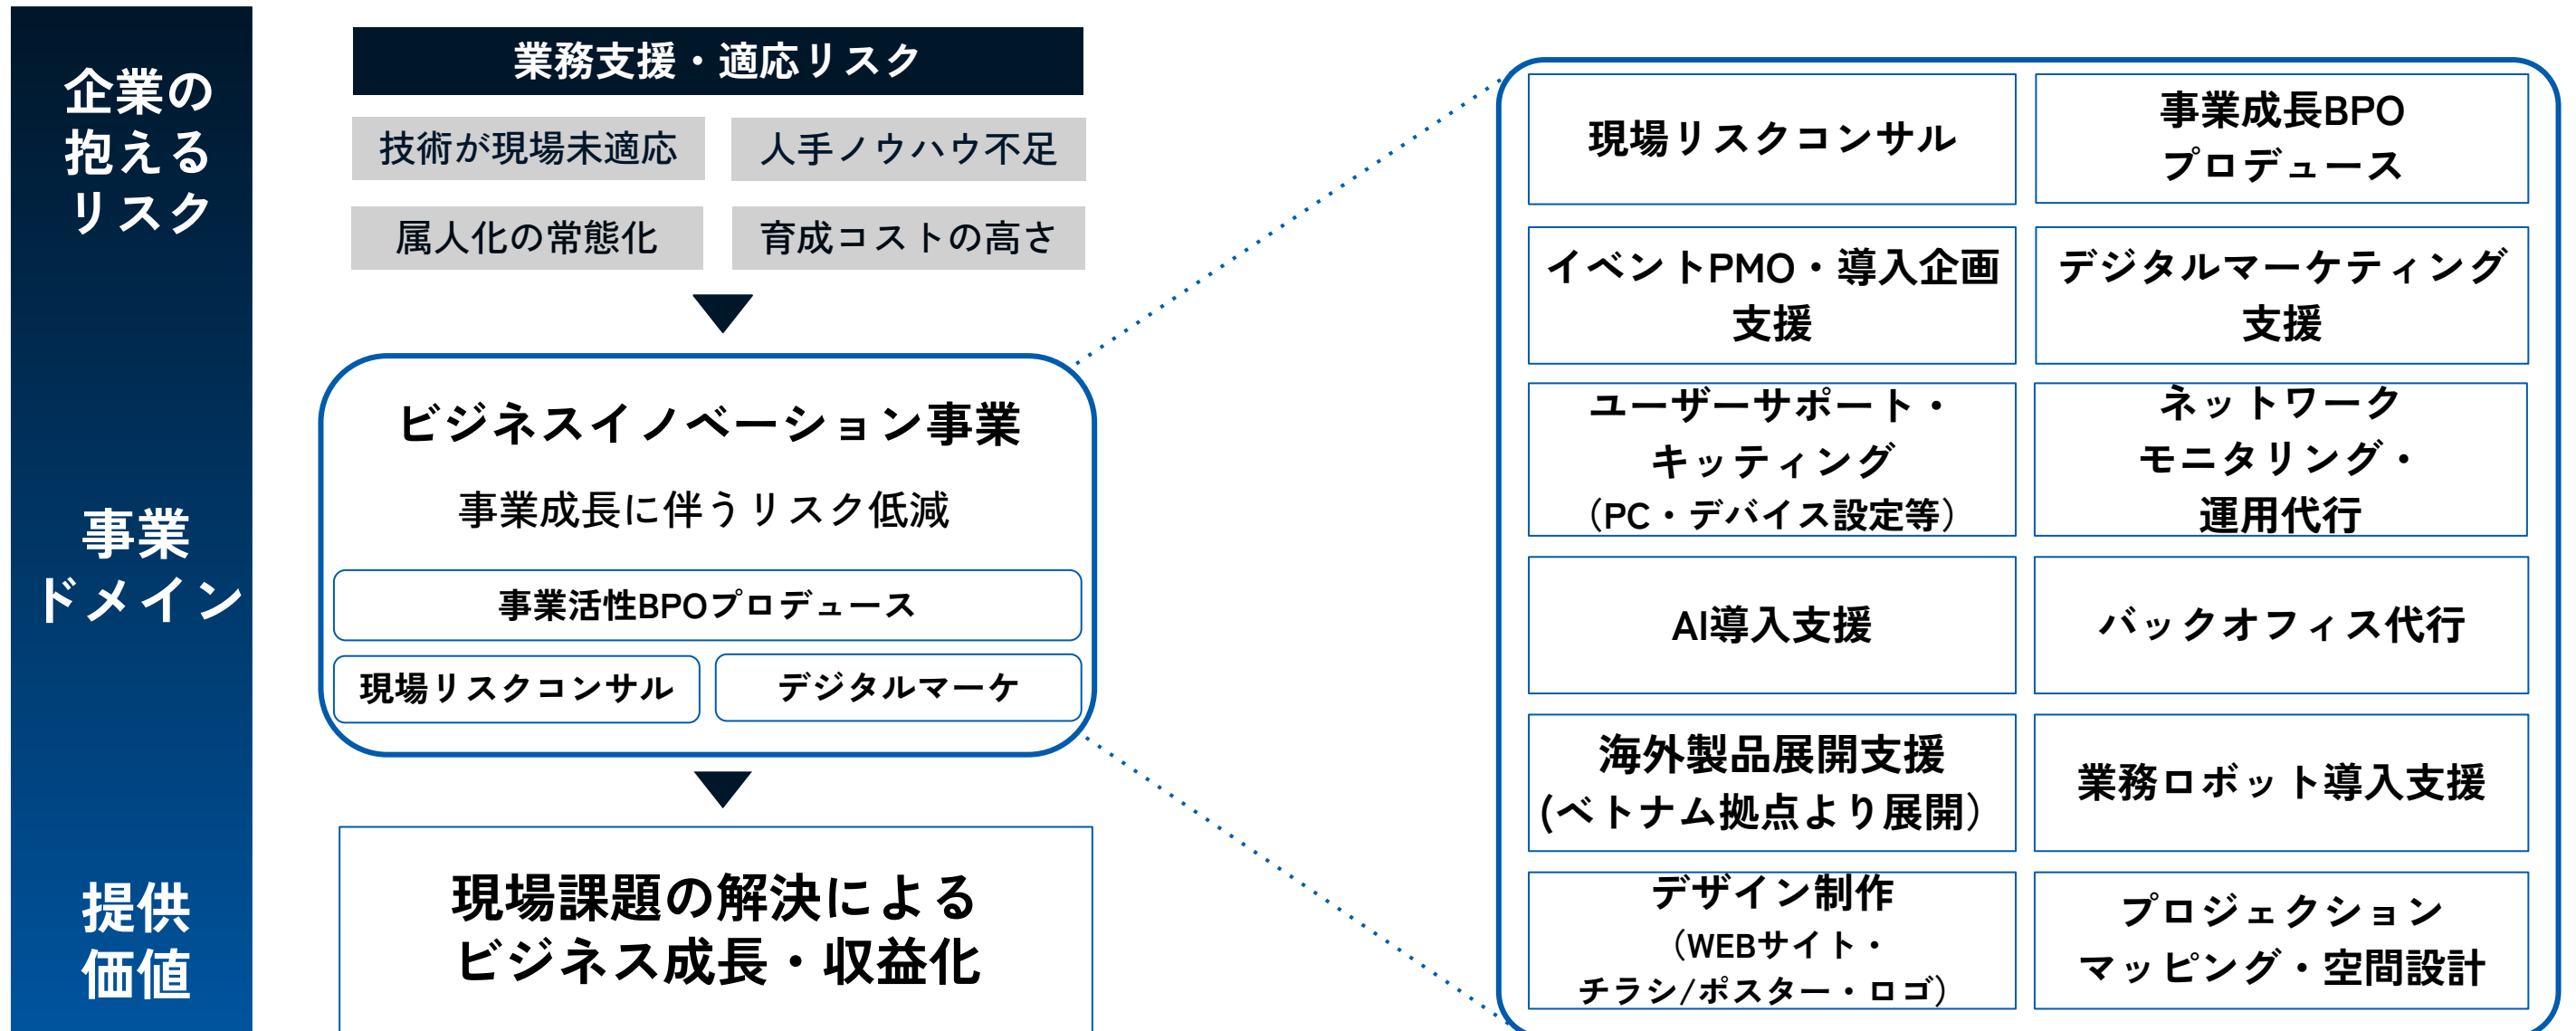 企業の
抱える
リスク
業務支援・適応リスク
技術が現場未適応
人手ノウハウ不足
属人化の常態化
育成コストの高さ
事業
ドメイン
ビジネスイノベーション事業
事業成長に伴うリスク低減
事業活性BPOプロデュース
現場リスクコンサル
デジタルマーケ
提供
価値
現場課題の解決による
ビジネス成長・収益化
現場リスクコンサル
事業成長BPO
プロデュース
イベントPMO・導入企画
支援
デジタルマーケティング
支援
ユーザーサポート・
キッティング
（PC・デバイス設定等）
ネットワーク
モニタリング・
運用代行
AI導入支援
バックオフィス代行
海外製品展開支援
(ベトナム拠点より展開）
業務ロボット導入支援
デザイン制作
（WEBサイト・
チラシ/ポスター・ロゴ）
プロジェクション
マッピング・空間設計